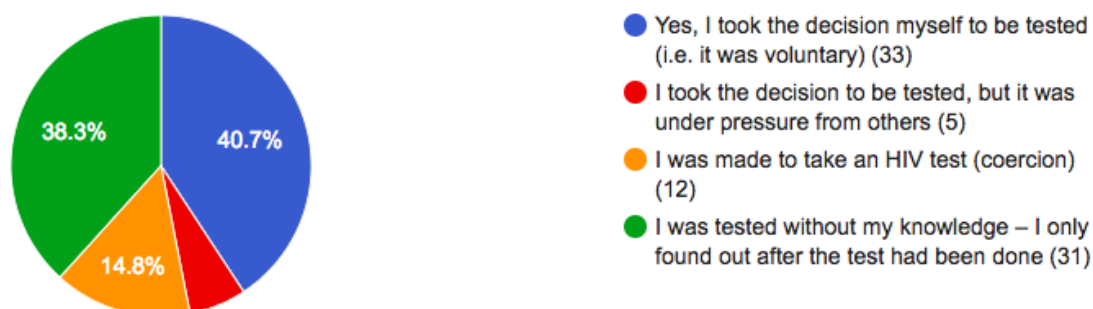 38.3%
40.7%
14.8%
Yes, I took the decision myself to be tested
(i.e. it was voluntary) (33)
I took the decision to be tested, but it was
under pressure from others (5)
I was made to take an HIV test (coercion)
(12)
I was tested without my knowledge – I only
found out after the test had been done (31)